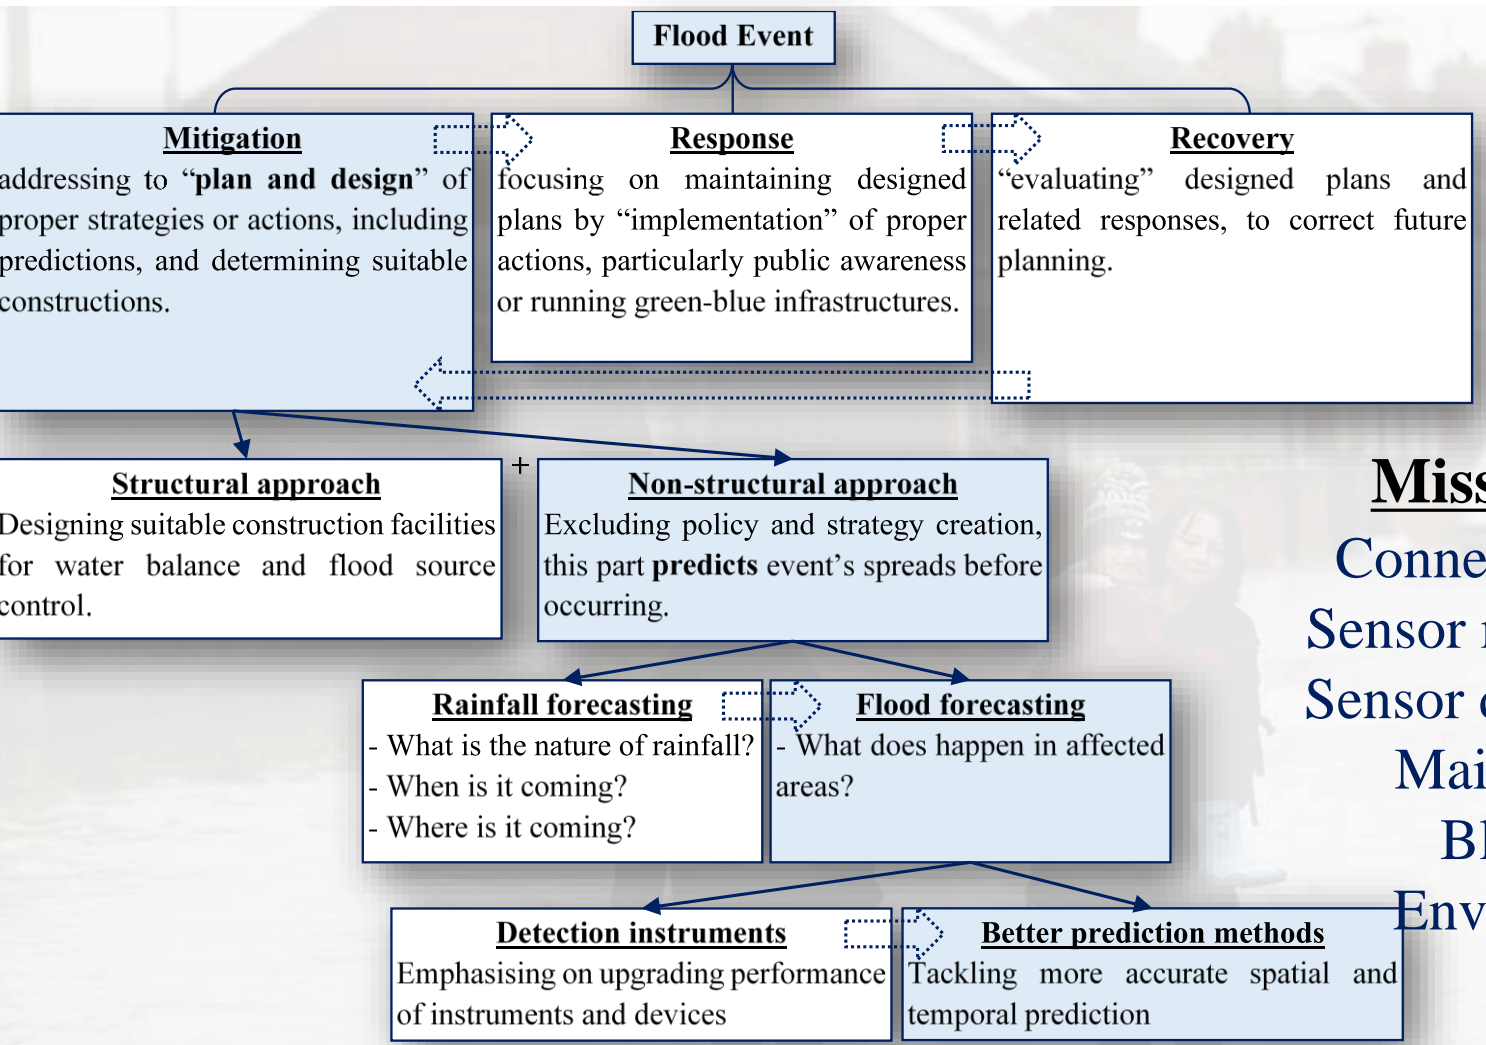 Flood Event
Mitigation
addressing to “plan and design” of
proper strategies or actions, including
predictions, and determining suitable
constructions.
Response
focusing on maintaining designed
plans by “implementation” of proper
actions, particularly public awareness
or running green-blue infrastructures.
Recovery
“evaluating” designed plans and
related responses, to correct future
planning.
Structural approach
Designing suitable construction facilities
for water balance and flood source
control.
+
Non-structural approach
Excluding policy and strategy creation,
this part predicts event’s spreads before
occurring.
Rainfall forecasting
- What is the nature of rainfall?
- When is it coming?
- Where is it coming?
Flood forecasting
- What does happen in affected
areas?
Detection instruments
Emphasising on upgrading performance
of instruments and devices
Better prediction methods
Tackling more accurate spatial and
temporal prediction
Sensor
Sensor